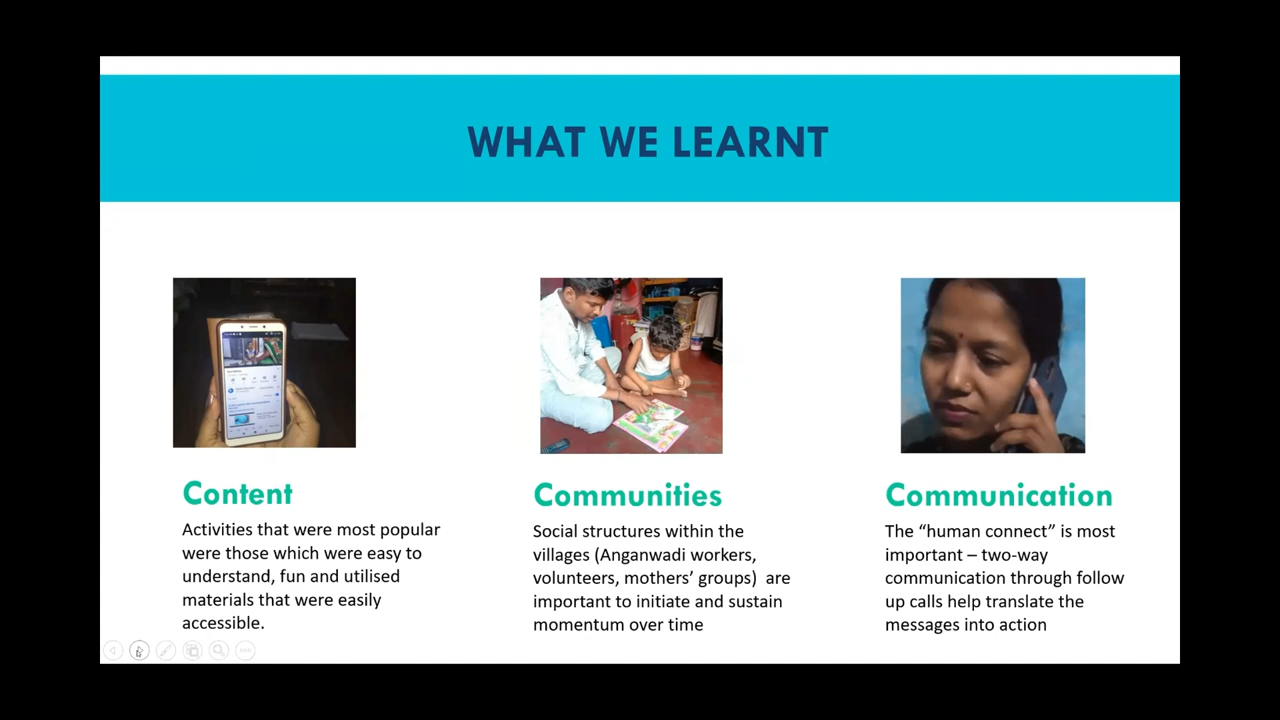 WHAT WE LEARNT
Content
Activities that were most popular
were those which were easy to
understand, fun and utilised
materials that were easily
accessible.
Communities
Social structures within the
villages (Anganwadi workers,
volunteers, mothers’ groups)  are
important to initiate and sustain
momentum over time
Communication
The “human connect” is most
important – two-way
communication through follow
up calls help translate the
messages into action